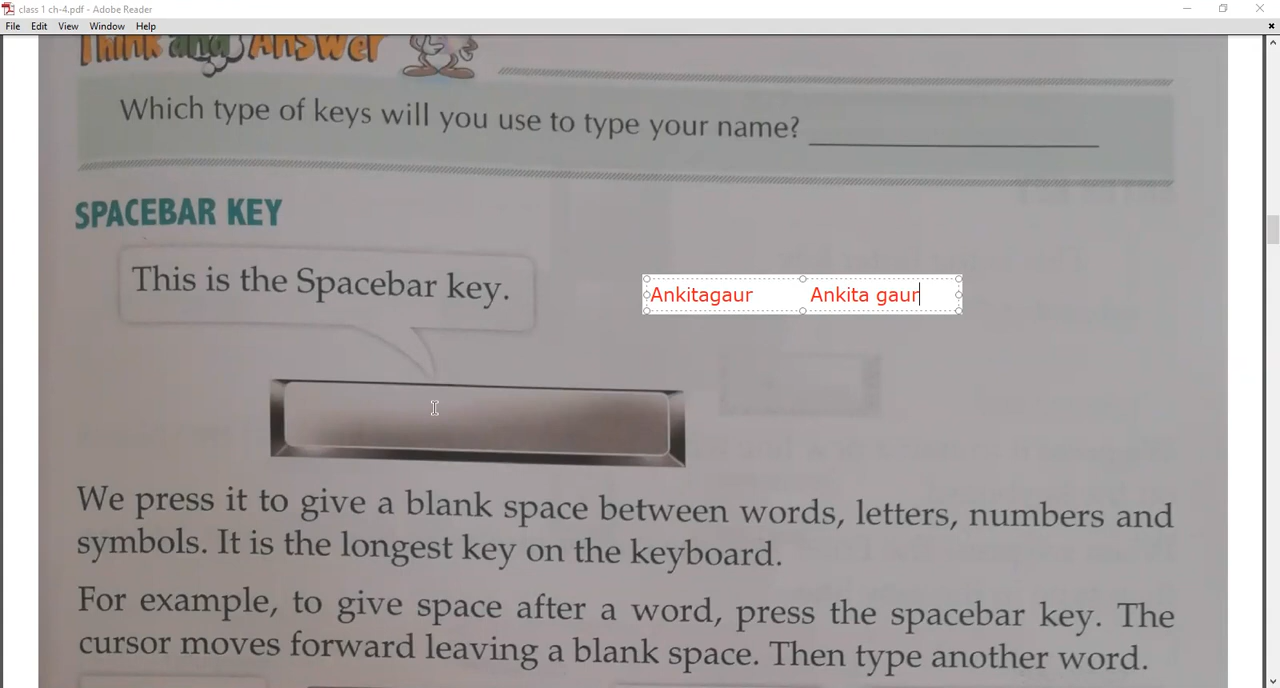 class 1 ch-4.pdf - Adobe Reader
File Edit View Window Help
Think and Answer
Which type of keys will you use to type your name?
SPACEBAR KEY
This is the Spacebar key.
Ankitagaur Ankita gaur
We press it to give a blank space between words, letters, numbers and
symbols. It is the longest key on the keyboard.
For example, to give space after a word, press the spacebar key. The
cursor moves forward leaving a blank space. Then type another word.